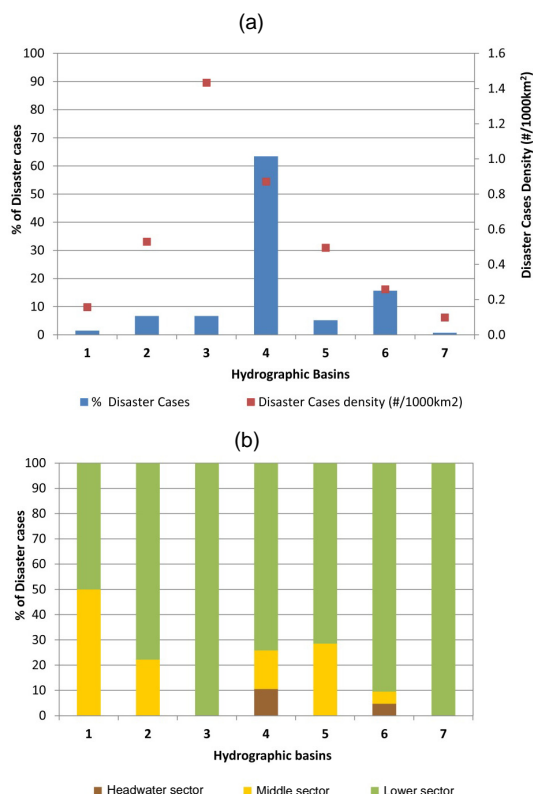 (a)
100
90
80
70
60
50
40
30
20
10
0
% of Disaster cases
1.6
1.4
1.2
1.0
0.8
0.6
0.4
0.2
0.0
Disaster Cases Density (#/1000km²)
1 2 3 4 5 6 7
Hydrographic Basins
% Disaster Cases Disaster Cases density (#/1000km2)
(b)
100
90
80
70
60
50
40
30
20
10
0
% of Disaster cases
1 2 3 4 5 6 7
Hydrographic basins
Headwater sector Middle sector Lower sector